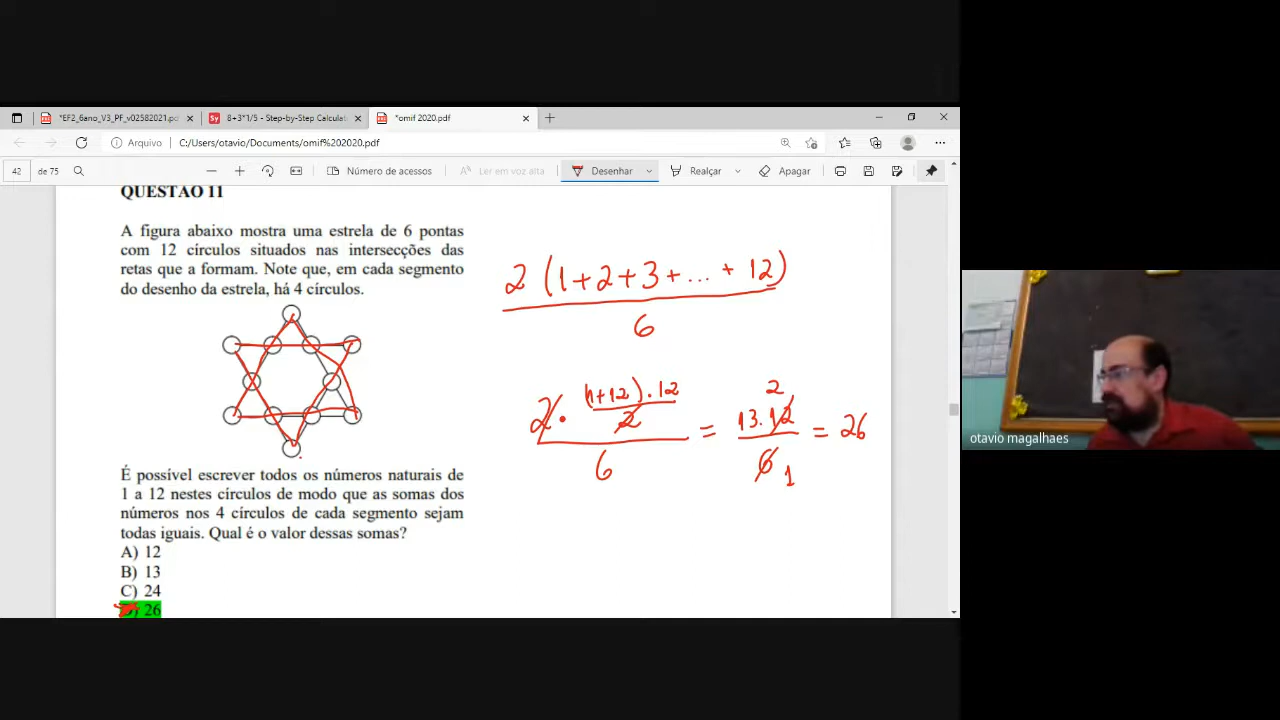 *EF2_6ano_V3_PF_v02582021.pd
Sy 8+3*1/5 - Step-by-Step Calculat
*omif 2020.pdf
Arquivo C:/Users/otavio/Documents/omif%202020.pdf
42 de 75
Número de acessos
Ler em voz alta
Desenhar
Realçar
Apagar
QUESTAO 11
A figura abaixo mostra uma estrela de 6 pontas
com 12 círculos situados nas intersecções das
retas que a formam. Note que, em cada segmento
do desenho da estrela, há 4 círculos.
É possível escrever todos os números naturais de
1 a 12 nestes círculos de modo que as somas dos
números nos 4 círculos de cada segmento sejam
todas iguais. Qual é o valor dessas somas?
A) 12
B) 13
C) 24
D) 26
2 (1+2+3+...+12)
6
2 · (1+12).12
2
6
= 13.12 2
6 1
= 26
otavio magalhaes